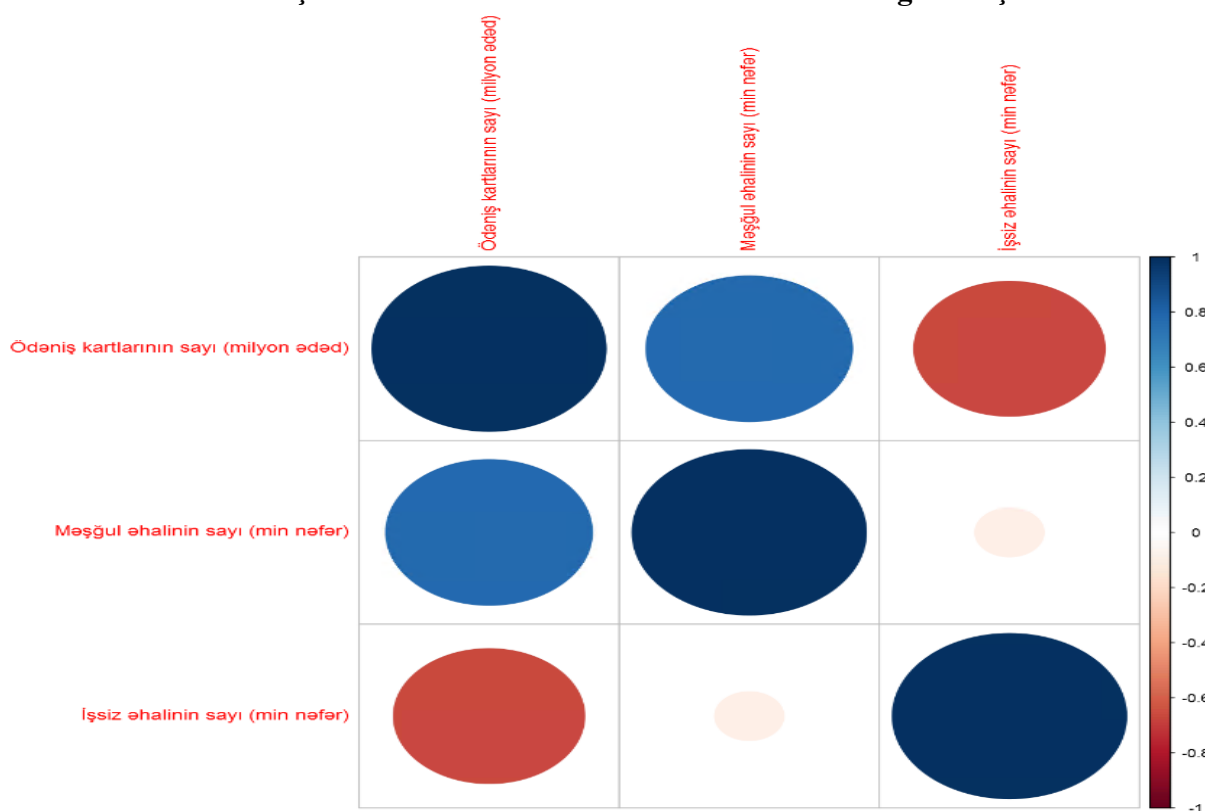 Ödəniş kartlarının sayı (milyon ədəd)
Məşğul əhalinin sayı (min nəfər)
İşsiz əhalinin sayı (min nəfər)
Ödəniş kartlarının sayı (milyon ədəd)
Məşğul əhalinin sayı (min nəfər)
İşsiz əhalinin sayı (min nəfər)
1
0.8
0.6
0.4
0.2
0
-0.2
-0.4
-0.6
-0.8
-1